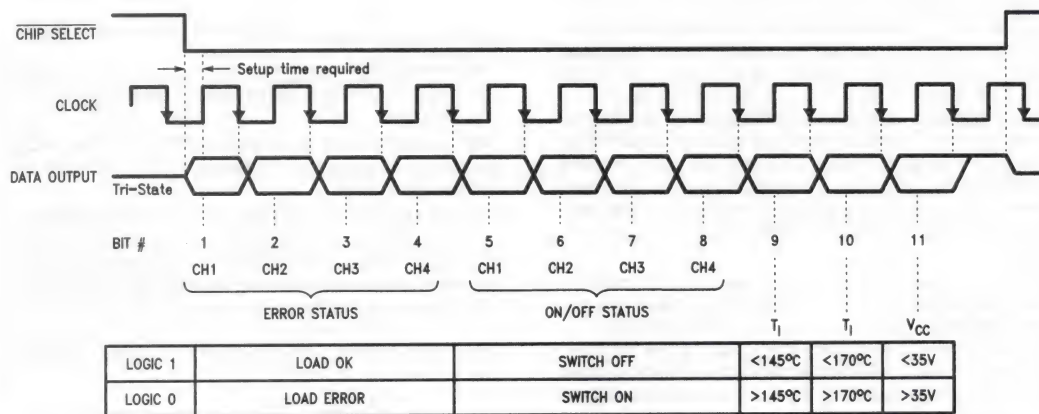 CHIP SELECT
Setup time required
CLOCK
DATA OUTPUT
Tri-State
BIT # 1 2 3 4 5 6 7 8 9 10 11
CH1 CH2 CH3 CH4 CH1 CH2 CH3 CH4
ERROR STATUS ON/OFF STATUS
TJ TJ VCC
LOGIC 1 LOAD OK SWITCH OFF <145ºC <170ºC <35V
LOGIC 0 LOAD ERROR SWITCH ON >145ºC >170ºC >35V